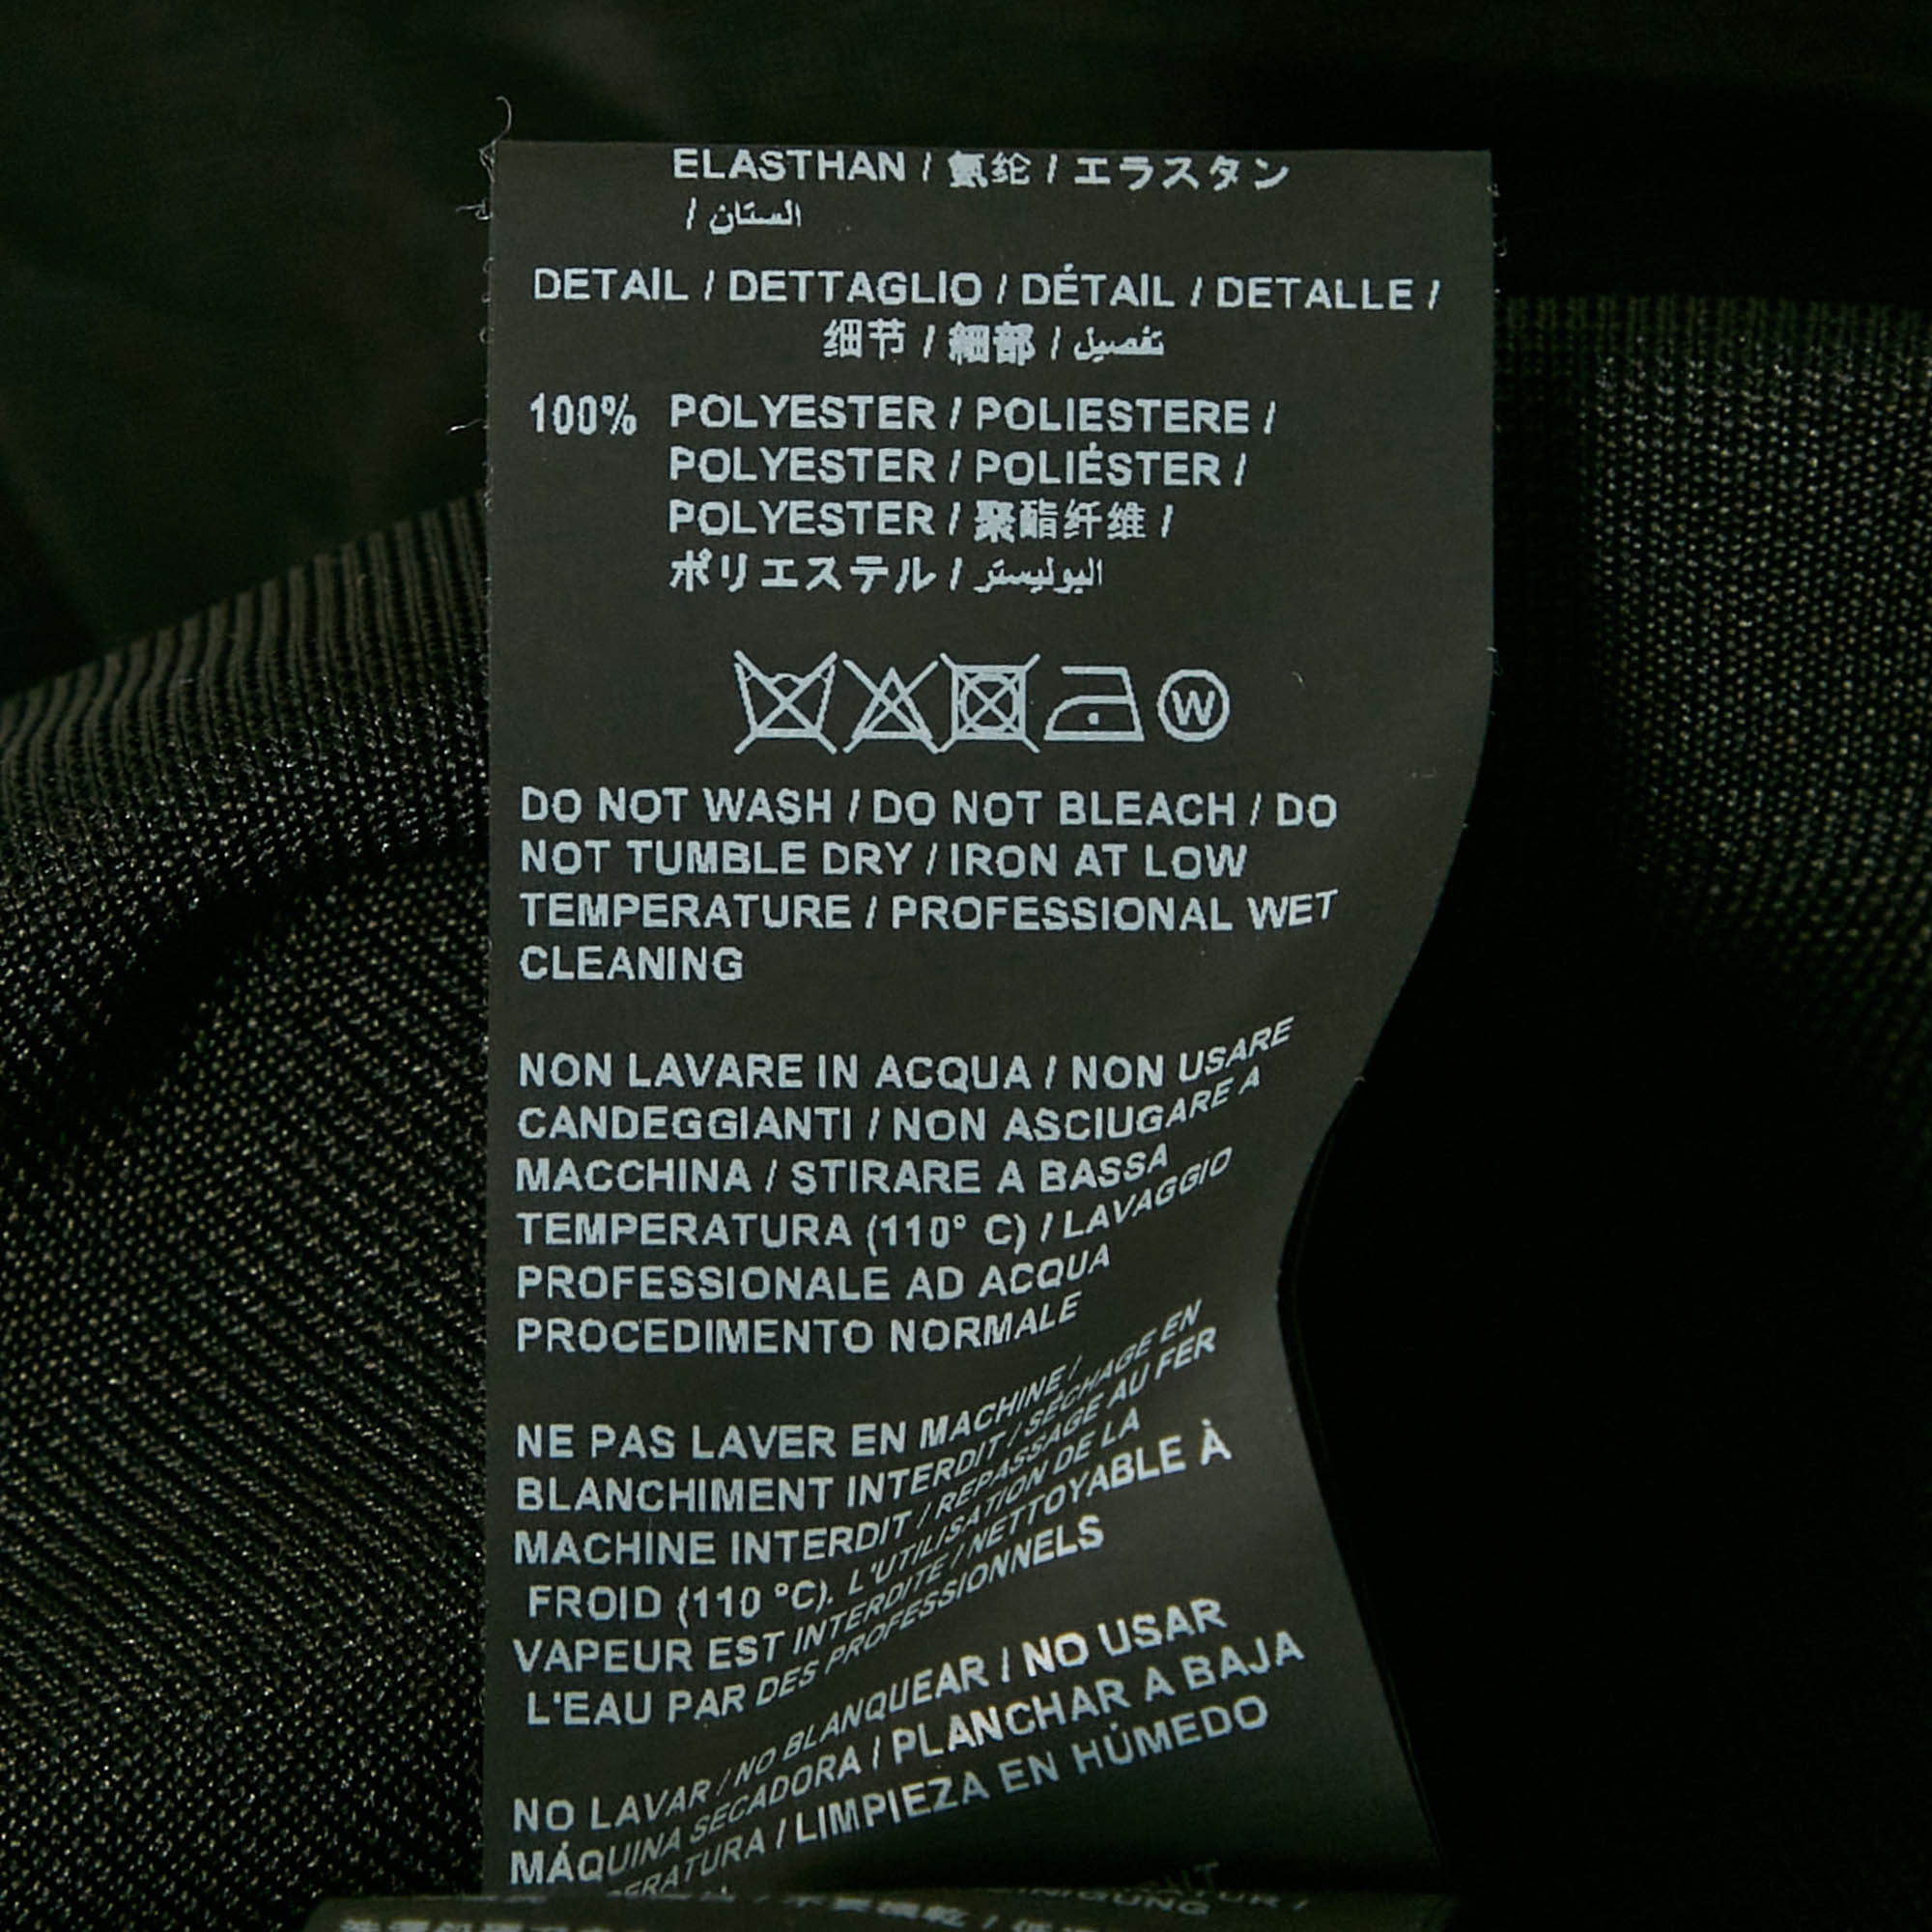 ELASTHAN / 氨纶 / エラスタン
/ الستان
DETAIL / DETTAGLIO / DÉTAIL / DETALLE /
细节 / 細部 / تفصيل
100% POLYESTER / POLIESTERE /
POLYESTER / POLIÉSTER /
POLYESTER / 聚酯纤维 /
ポリエステル / البوليستر
W
DO NOT WASH / DO NOT BLEACH / DO
NOT TUMBLE DRY / IRON AT LOW
TEMPERATURE / PROFESSIONAL WET
CLEANING
NON LAVARE IN ACQUA / NON USARE
CANDEGGIANTI / NON ASCIUGARE A
MACCHINA / STIRARE A BASSA
TEMPERATURA (110° C) / LAVAGGIO
PROFESSIONALE AD ACQUA
PROCEDIMENTO NORMALE
NE PAS LAVER EN MACHINE /
BLANCHIMENT INTERDIT / SÉCHAGE EN
MACHINE INTERDIT / REPASSAGE AU FER
FROID (110 °C). L'UTILISATION DE LA
VAPEUR EST INTERDITE / NETTOYABLE À
L'EAU PAR DES PROFESSIONNELS
NO LAVAR / NO BLANQUEAR / NO USAR
MÁQUINA SECADORA / PLANCHAR A BAJA
ERATURA / LIMPIEZA EN HÚMEDO